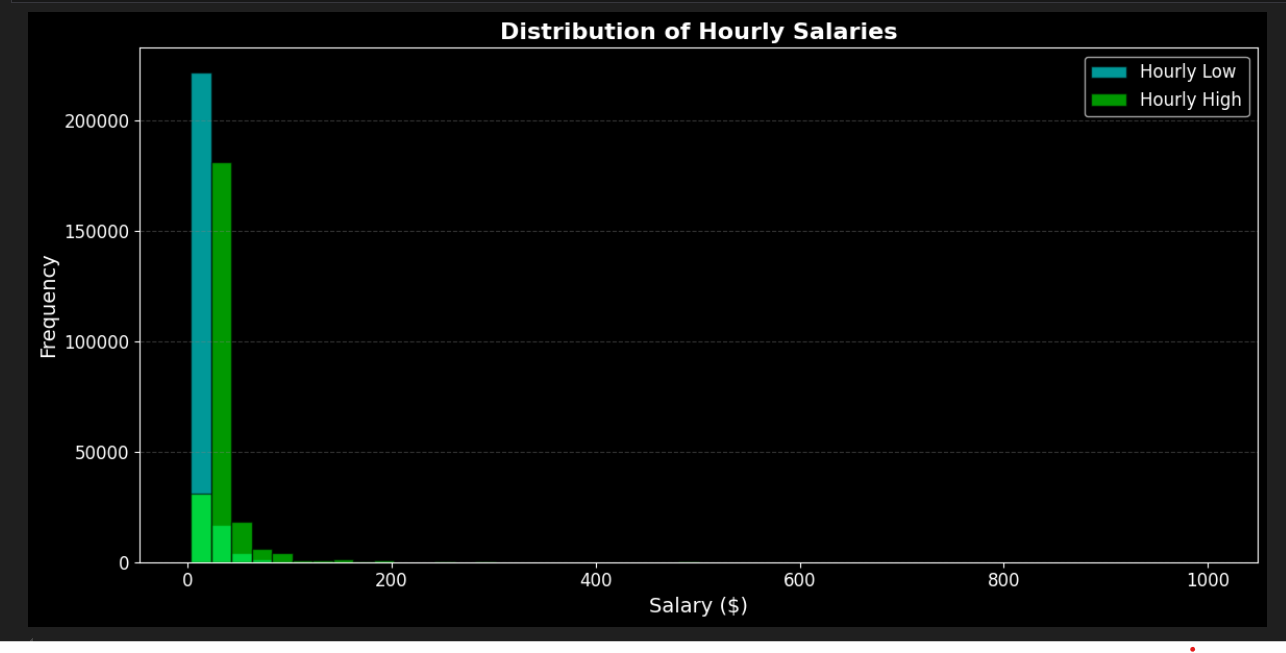 Distribution of Hourly Salaries
Hourly Low
Hourly High
200000
150000
100000
50000
0
Frequency
0 200 400 600 800 1000
Salary ($)